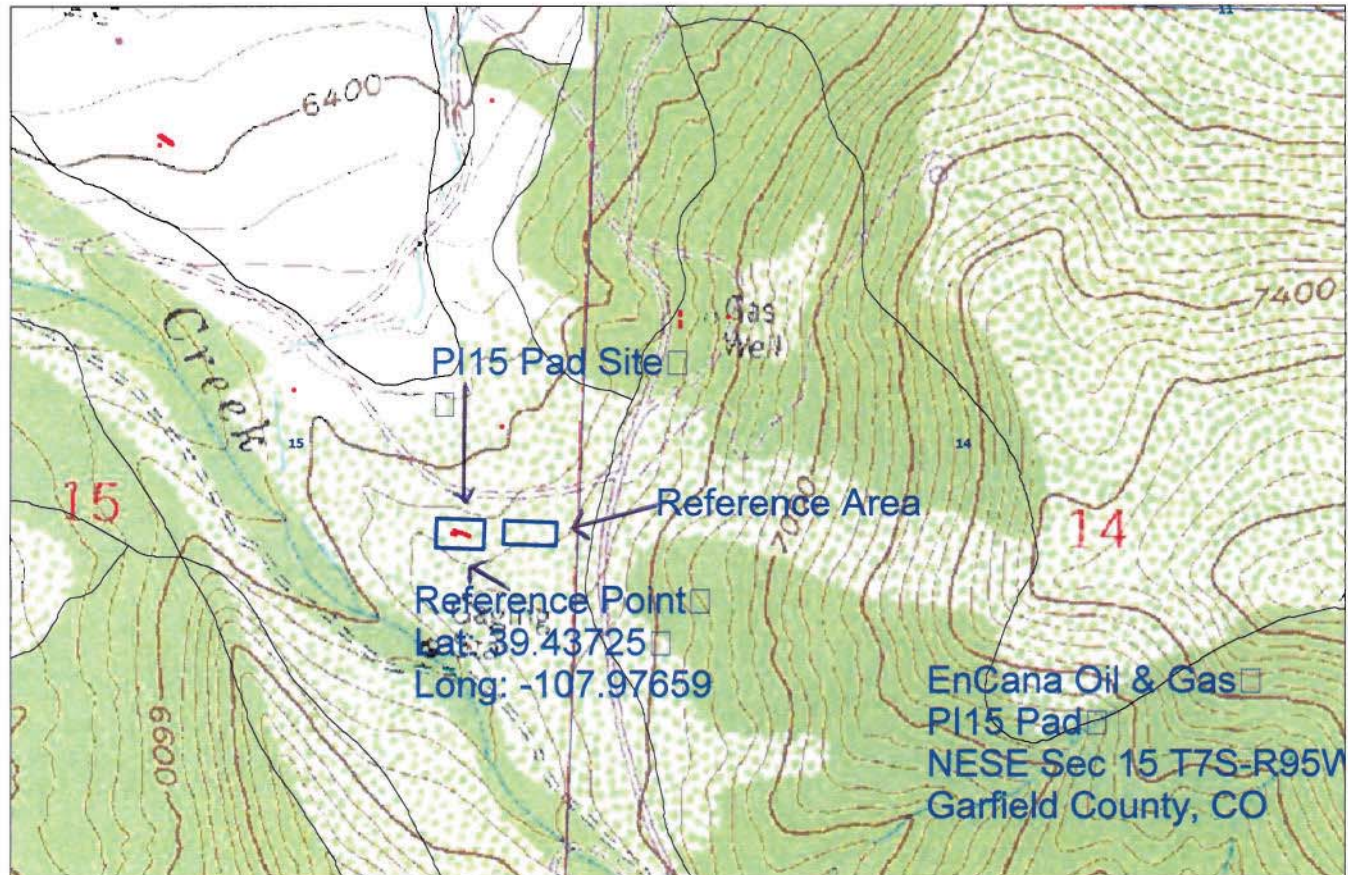 11
6400
7400
Creek
Gas
Well
PI15 Pad Site
15
14
15
Reference Area
7000
14
Reference Point
Lat: 39.43725
Long: -107.97659
6600
EnCana Oil & Gas
PI15 Pad
NESE Sec 15 T7S-R95W
Garfield County, CO